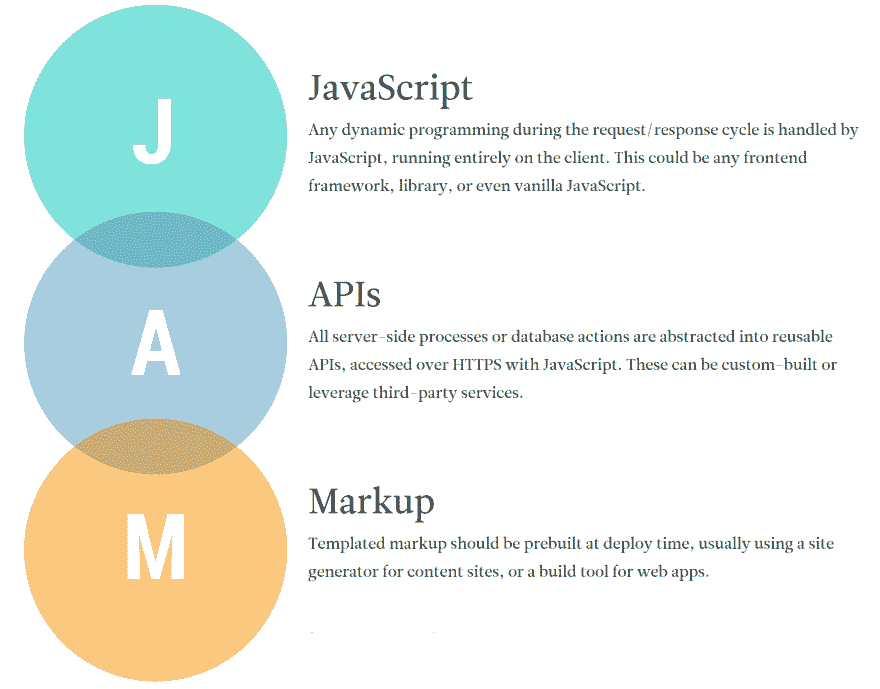 J
JavaScript
Any dynamic programming during the request/response cycle is handled by
JavaScript, running entirely on the client. This could be any frontend
framework, library, or even vanilla JavaScript.
A
APIs
All server-side processes or database actions are abstracted into reusable
APIs, accessed over HTTPS with JavaScript. These can be custom-built or
leverage third-party services.
M
Markup
Templated markup should be prebuilt at deploy time, usually using a site
generator for content sites, or a build tool for web apps.